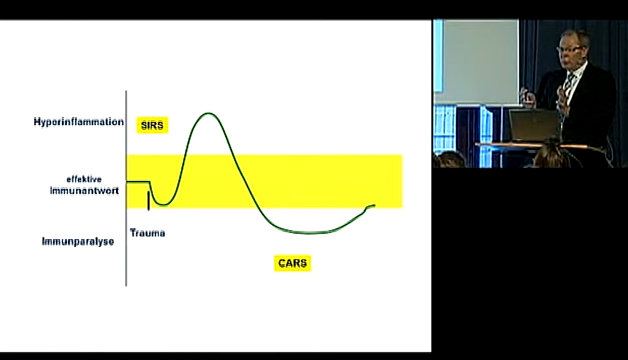 Hyperinflammation
SIRS
effektive
Immunantwort
Trauma
Immunparalyse
CARS